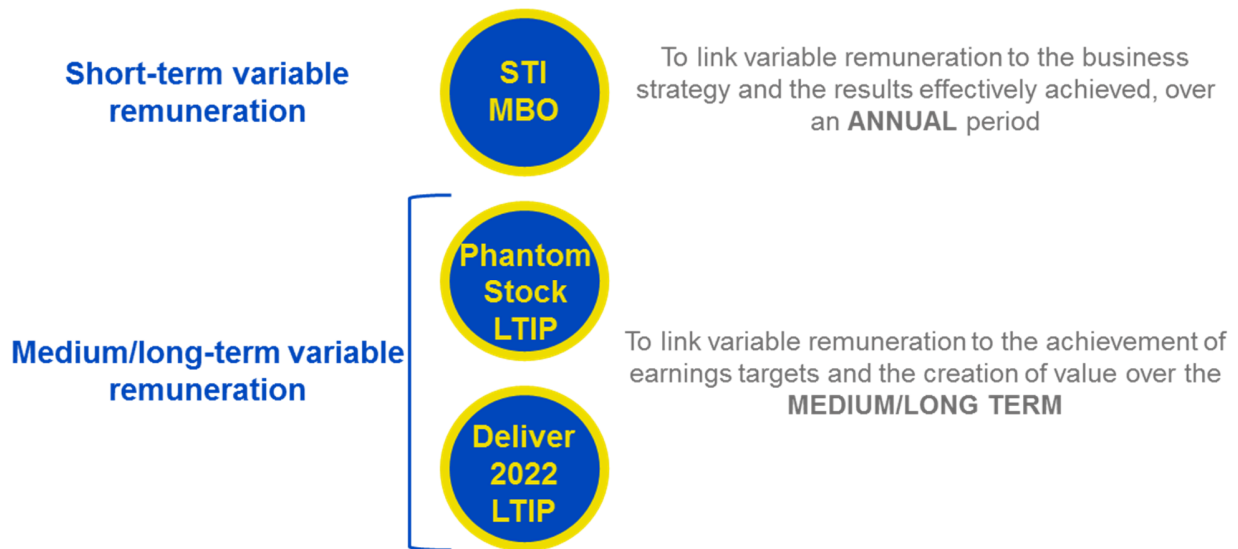 Short-term variable
remuneration
STI
MBO
To link variable remuneration to the business
strategy and the results effectively achieved, over
an ANNUAL period
Medium/long-term variable
remuneration
Phantom
Stock
LTIP
Deliver
2022
LTIP
To link variable remuneration to the achievement of
earnings targets and the creation of value over the
MEDIUM/LONG TERM